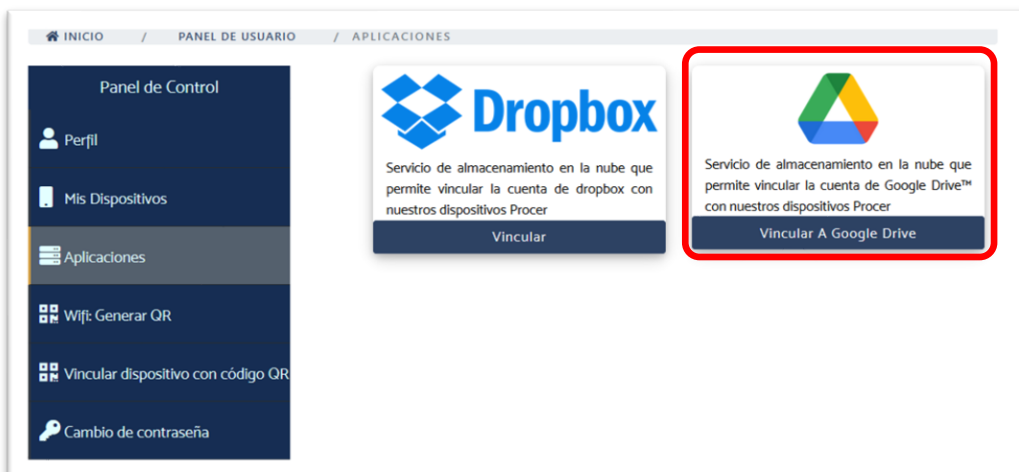 INICIO / PANEL DE USUARIO / APLICACIONES
Panel de Control
Perfil
Mis Dispositivos
Aplicaciones
Wifi: Generar QR
Vincular dispositivo con código QR
Cambio de contraseña
Dropbox
Servicio de almacenamiento en la nube que
permite vincular la cuenta de dropbox con
nuestros dispositivos Procer
Vincular
Servicio de almacenamiento en la nube que
permite vincular la cuenta de Google Drive™
con nuestros dispositivos Procer
Vincular A Google Drive